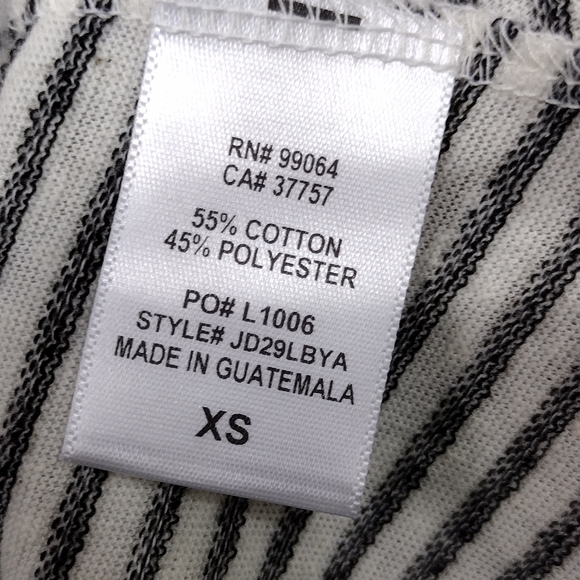 RN# 99064
CA# 37757
55% COTTON
45% POLYESTER
PO# L1006
STYLE# JD29LBYA
MADE IN GUATEMALA
XS